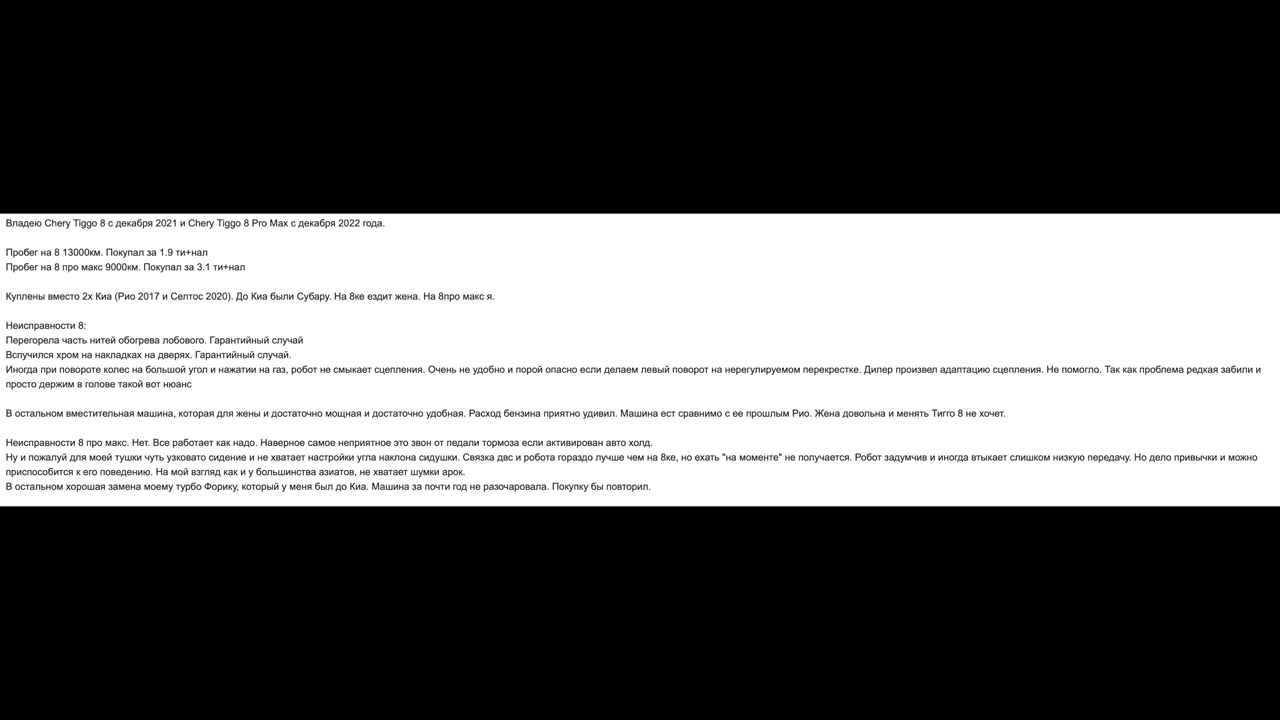 Владею Chery Tiggo 8 с декабря 2021 и Chery Tiggo 8 Pro Max с декабря 2022 года.
Пробег на 8 13000км. Покупал за 1.9 ти+нал
Пробег на 8 про макс 9000км. Покупал за 3.1 ти+нал
Куплены вместо 2х Киа (Рио 2017 и Селтос 2020). До Киа были Субару. На 8ке ездит жена. На 8про макс я.
Неисправности 8:
Перегорела часть нитей обогрева лобового. Гарантийный случай
Вспучился хром на накладках на дверях. Гарантийный случай.
Иногда при повороте колес на большой угол и нажатии на газ, робот не смыкает сцепления. Очень не удобно и порой опасно если делаем левый поворот на нерегулируемом перекрестке. Дилер произвел адаптацию сцепления. Не помогло. Так как проблема редкая забили и
просто держим в голове такой вот нюанс
В остальном вместительная машина, которая для жены и достаточно мощная и достаточно удобная. Расход бензина приятно удивил. Машина ест сравнимо с ее прошлым Рио. Жена довольна и менять Тигго 8 не хочет.
Неисправности 8 про макс. Нет. Все работает как надо. Наверное самое неприятное это звон от педали тормоза если активирован авто холд.
Ну и пожалуй для моей тушки чуть узковато сидение и не хватает настройки угла наклона сидушки. Связка двс и робота гораздо лучше чем на 8ке, но ехать "на моменте" не получается. Робот задумчив и иногда втыкает слишком низкую передачу. Но дело привычки и можно
приспособится к его поведению. На мой взгляд как и у большинства азиатов, не хватает шумки арок.
В остальном хорошая замена моему турбо Форику, который у меня был до Киа. Машина за почти год не разочаровала. Покупку бы повторил.